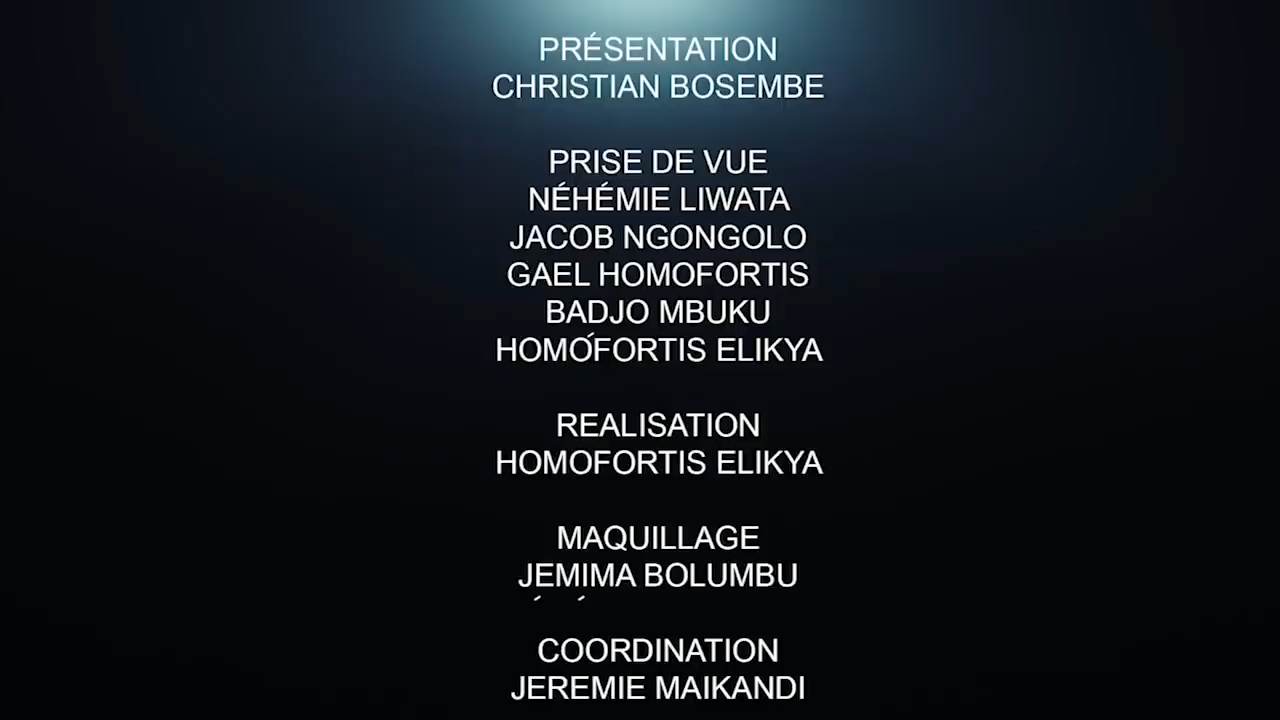 PRÉSENTATION
CHRISTIAN BOSEMBE
PRISE DE VUE
NÉHÉMIE LIWATA
JACOB NGONGOLO
GAEL HOMOFORTIS
BADJO MBUKU
HOMOFORTIS ELIKYA
REALISATION
HOMOFORTIS ELIKYA
MAQUILLAGE
JEMIMA BOLUMBU
COORDINATION
JEREMIE MAIKANDI